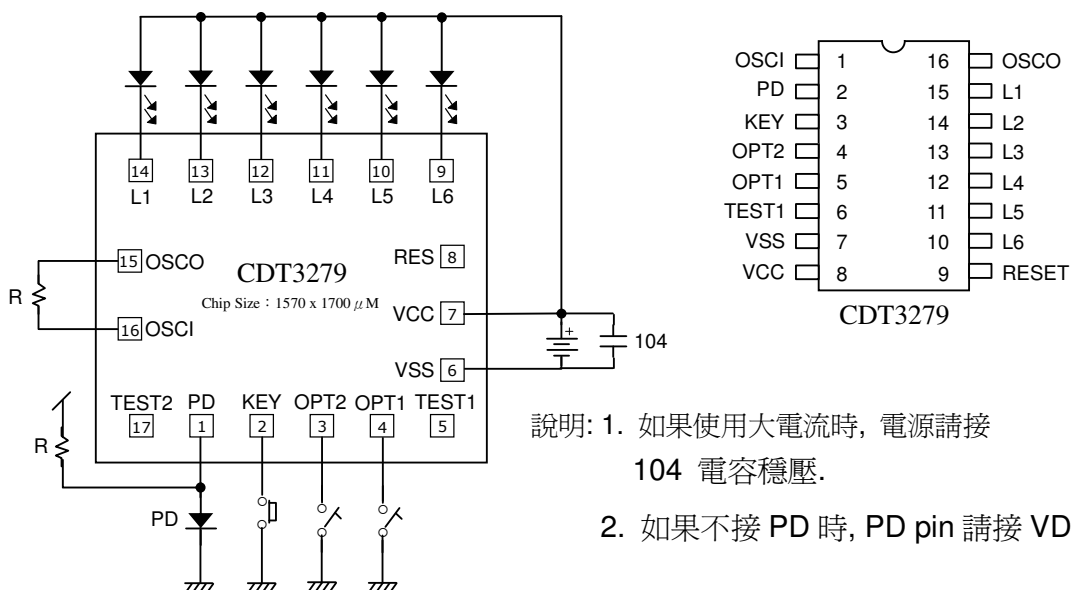 14 13 12 11 10 9
L1 L2 L3 L4 L5 L6
15 OSCO
RES 8
CDT3279
Chip Size：1570 x 1700 μM
R
VCC 7
16 OSCI
+
104
VSS 6
TEST2 PD KEY OPT2 OPT1 TEST1
17 1 2 3 4 5
R
PD
OSCI 1 16 OSCO
PD 2 15 L1
KEY 3 14 L2
OPT2 4 13 L3
OPT1 5 12 L4
TEST1 6 11 L5
VSS 7 10 L6
VCC 8 9 RESET
CDT3279
說明: 1. 如果使用大電流時, 電源請接
104 電容穩壓.
2. 如果不接 PD 時, PD pin 請接 VD